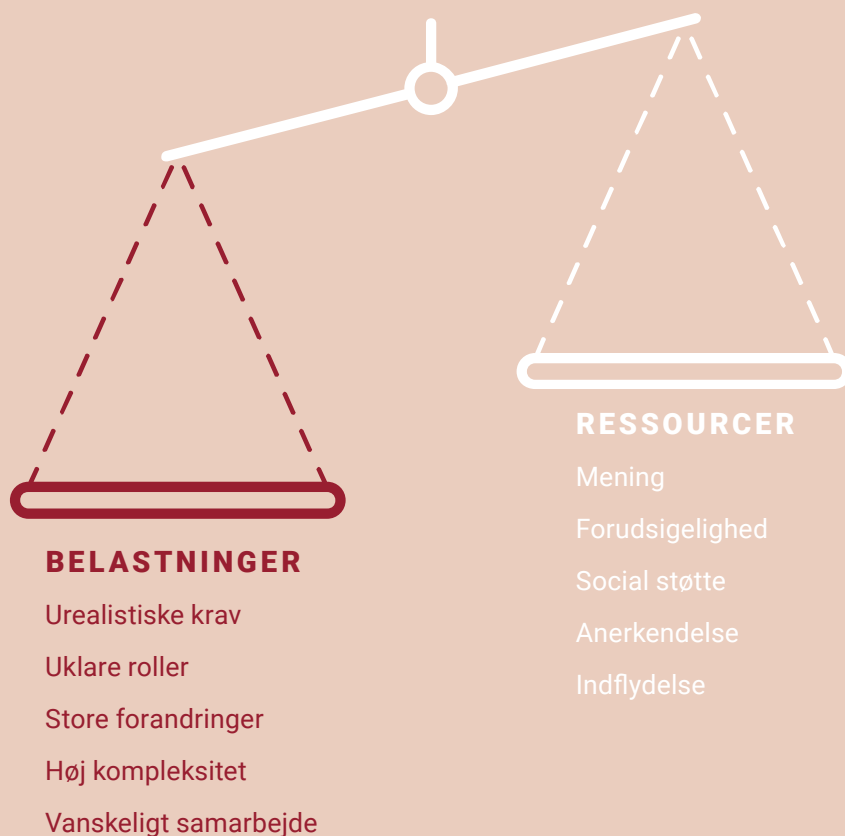 BELASTNINGER
Urealistiske krav
Uklare roller
Store forandringer
Høj kompleksitet
Vanskeligt samarbejde
RESSOURCER
Mening
Forudsigelighed
Social støtte
Anerkendelse
Indflydelse